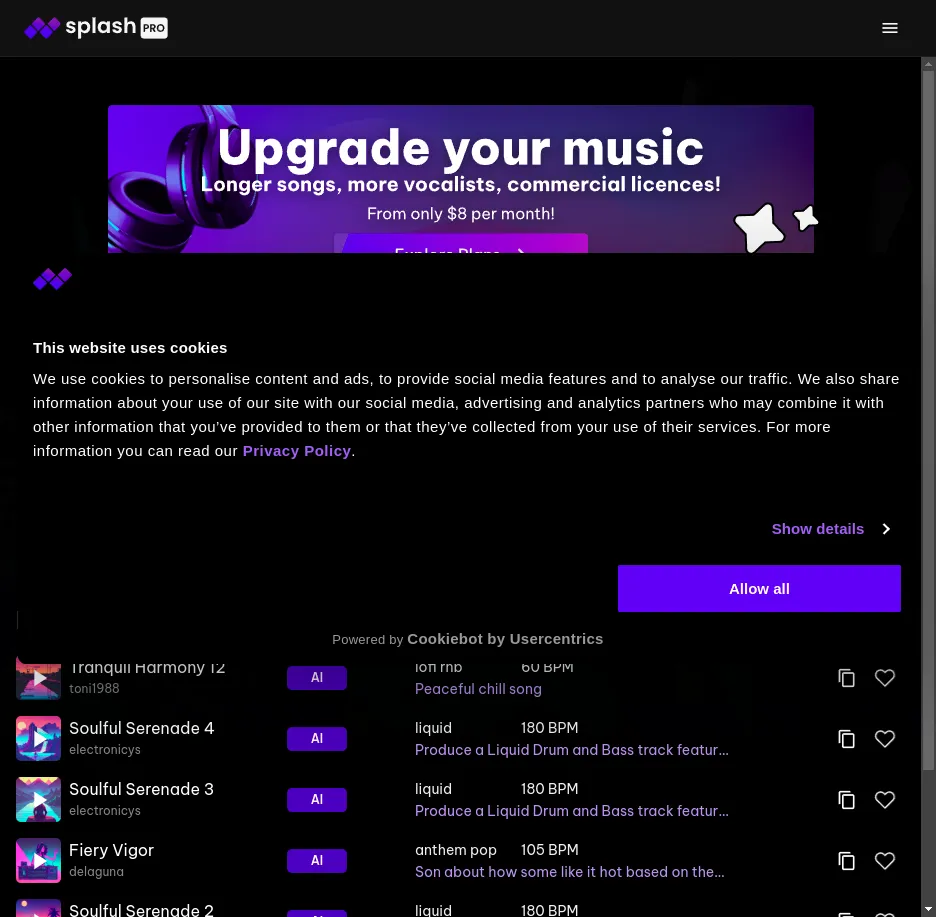 splash PRO
Upgrade your music
Longer songs, more vocalists, commercial licences!
From only $8 per month!
Explore Plans
This website uses cookies
We use cookies to personalise content and ads, to provide social media features and to analyse our traffic. We also share
information about your use of our site with our social media, advertising and analytics partners who may combine it with
other information that you've provided to them or that they've collected from your use of their services. For more
information you can read our Privacy Policy.
Show details
Allow all
Powered by Cookiebot by Usercentrics
Tranquil Harmony 12 AI lofi rnb 60 BPM
toni1988 Peaceful chill song
Soulful Serenade 4 AI liquid 180 BPM
electronicys Produce a Liquid Drum and Bass track featur...
Soulful Serenade 3 AI liquid 180 BPM
electronicys Produce a Liquid Drum and Bass track featur...
Fiery Vigor AI anthem pop 105 BPM
delaguna Son about how some like it hot based on the...
Soulful Serenade 2 AI liquid 180 BPM